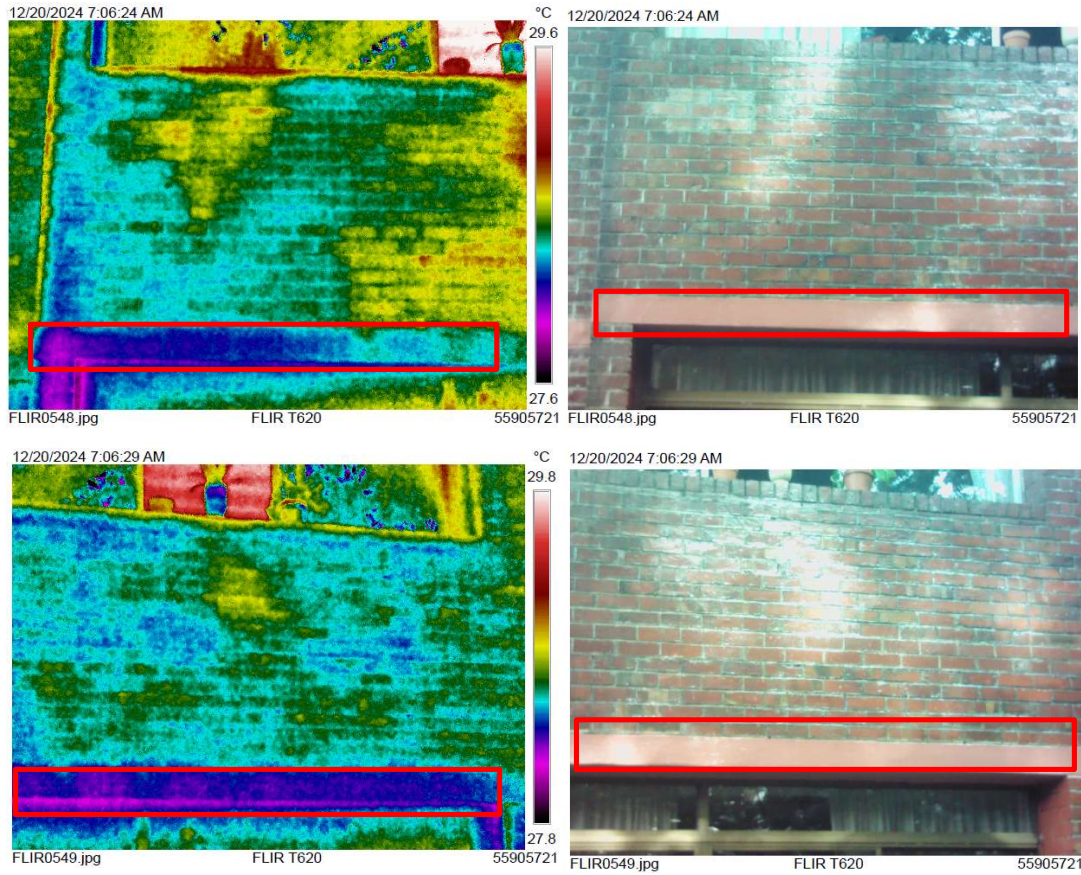 12/20/2024 7:06:24 AM
°C
29.6
27.6
FLIR0548.jpg FLIR T620 55905721
12/20/2024 7:06:24 AM
FLIR0548.jpg FLIR T620 55905721
12/20/2024 7:06:29 AM
°C
29.8
27.8
FLIR0549.jpg FLIR T620 55905721
12/20/2024 7:06:29 AM
FLIR0549.jpg FLIR T620 55905721